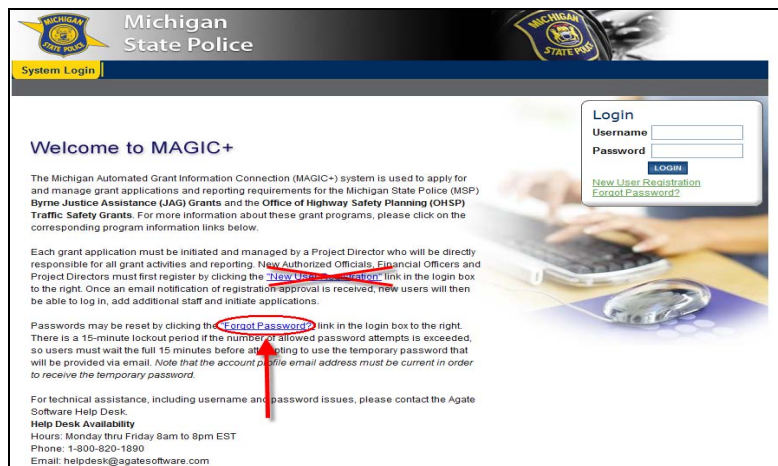 MICHIGAN
STATE POLICE
Michigan
State Police
MICHIGAN
STATE POLICE
System Login
Login
Username
Password
LOGIN
New User Registration
Forgot Password?
Welcome to MAGIC+
The Michigan Automated Grant Information Connection (MAGIC+) system is used to apply for
and manage grant applications and reporting requirements for the Michigan State Police (MSP)
Byrne Justice Assistance (JAG) Grants and the Office of Highway Safety Planning (OHSP)
Traffic Safety Grants. For more information about these grant programs, please click on the
corresponding program information links below.
Each grant application must be initiated and managed by a Project Director who will be directly
responsible for all grant activities and reporting. New Authorized Officials, Financial Officers and
Project Directors must first register by clicking the "New User Registration" link in the login box
to the right. Once an email notification of registration approval is received, new users will then
be able to log in, add additional staff and initiate applications.
Passwords may be reset by clicking the "Forgot Password?" link in the login box to the right.
There is a 15-minute lockout period if the number of allowed password attempts is exceeded,
so users must wait the full 15 minutes before attempting to use the temporary password that
will be provided via email. Note that the account profile email address must be current in order
to receive the temporary password.
For technical assistance, including username and password issues, please contact the Agate
Software Help Desk.
Help Desk Availability
Hours: Monday thru Friday 8am to 8pm EST
Phone: 1-800-820-1890
Email: helpdesk@agatesoftware.com